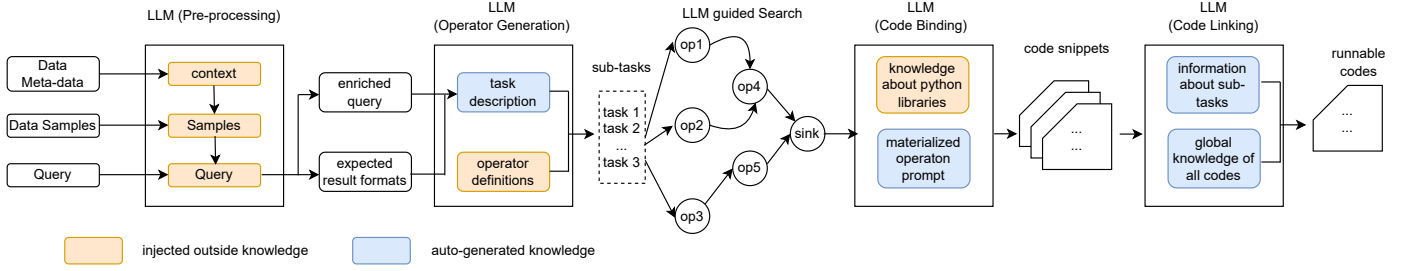 LLM (Pre-processing)
Data
Meta-data
Data Samples
Query
context
Samples
Query
enriched
query
expected
result formats
LLM
(Operator Generation)
task
description
operator
definitions
LLM guided Search
sub-tasks
task 1
task 2
...
task 3
op1
op2
op3
op4
op5
sink
LLM
(Code Binding)
knowledge
about python
libraries
materialized
operaton
prompt
code snippets
...
...
LLM
(Code Linking)
information
about sub-
tasks
global
knowledge of
all codes
runnable
codes
...
...
injected outside knowledge
auto-generated knowledge